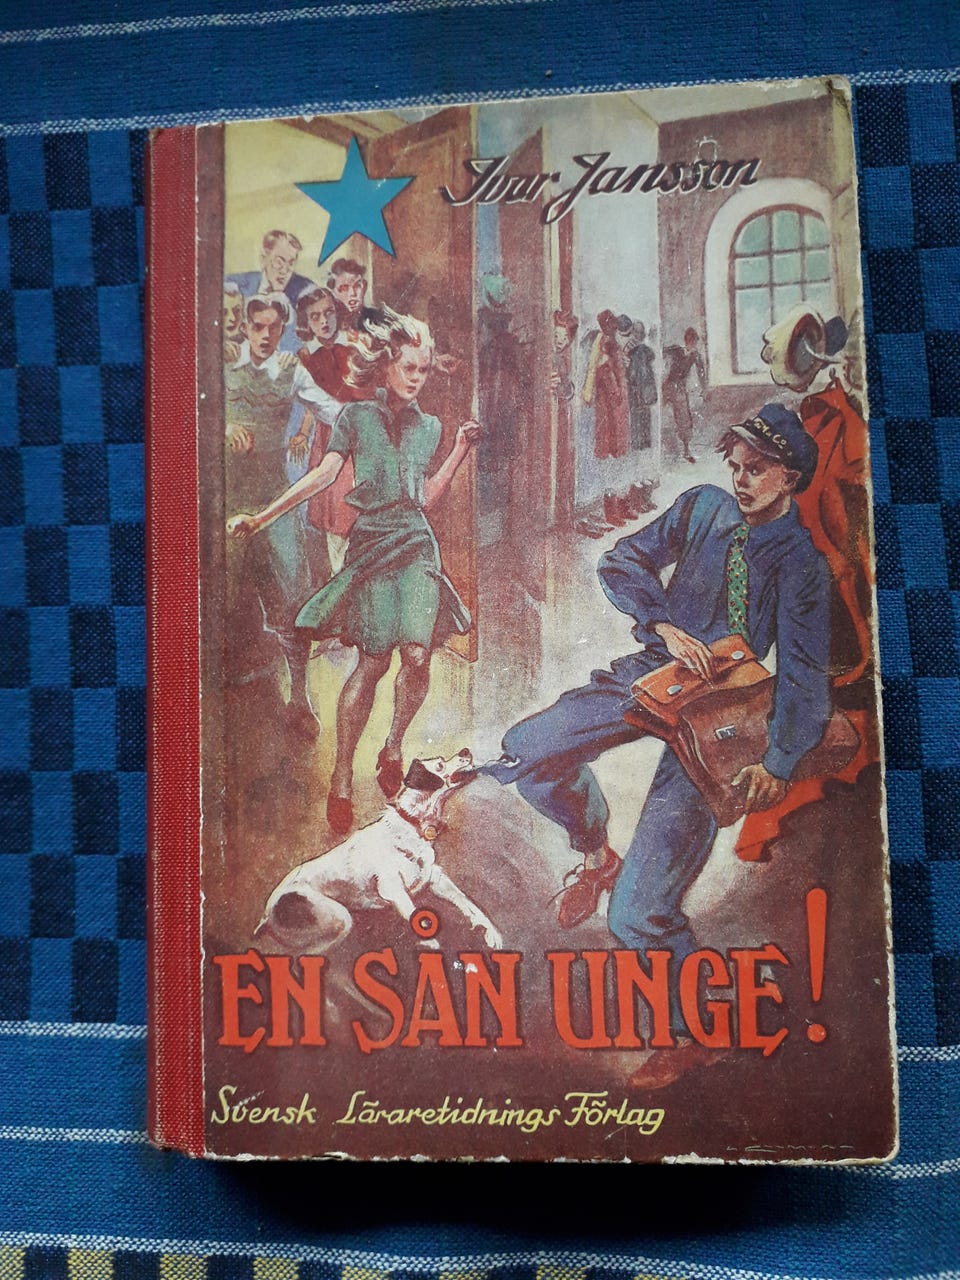 Ivar Jansson
EN SÅN UNGE!
Svensk Läraretidnings Förlag